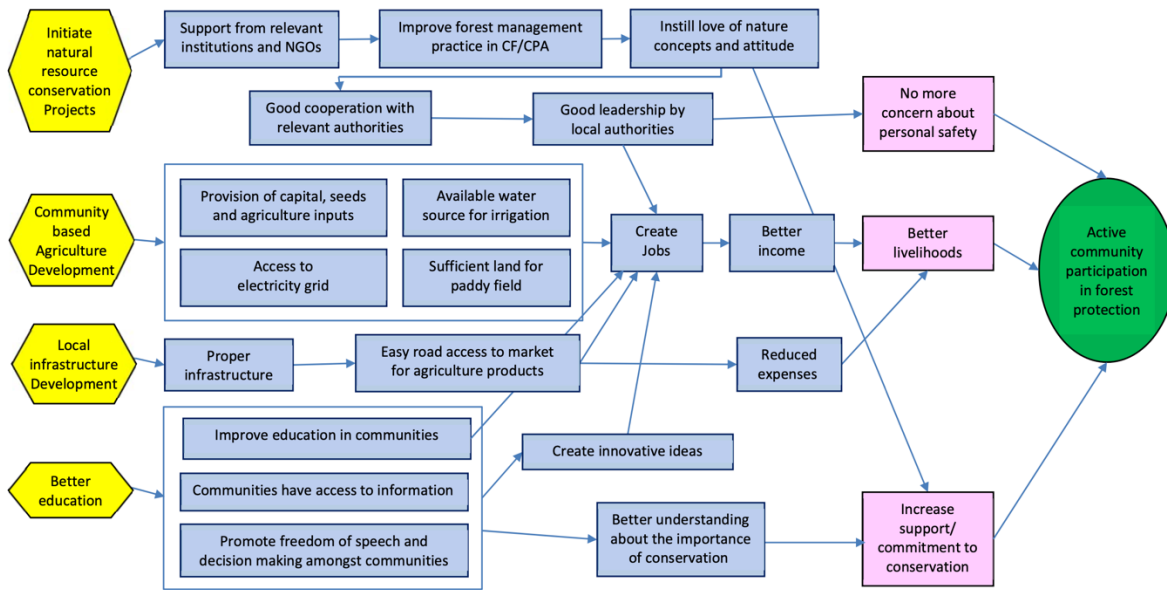 Initiate
natural
resource
conservation
Projects
Support from relevant
institutions and NGOs
Improve forest management
practice in CF/CPA
Instill love of nature
concepts and attitude
Good cooperation with
relevant authorities
Good leadership by
local authorities
No more
concern about
personal safety
Community
based
Agriculture
Development
Provision of capital, seeds
and agriculture inputs
Available water
source for irrigation
Access to
electricity grid
Sufficient land for
paddy field
Create
Jobs
Better
income
Better
livelihoods
Active
community
participation
in forest
protection
Local
infrastructure
Development
Proper
infrastructure
Easy road access to market
for agriculture products
Reduced
expenses
Better
education
Improve education in communities
Communities have access to information
Promote freedom of speech and
decision making amongst communities
Create innovative ideas
Better understanding
about the importance
of conservation
Increase
support/
commitment to
conservation